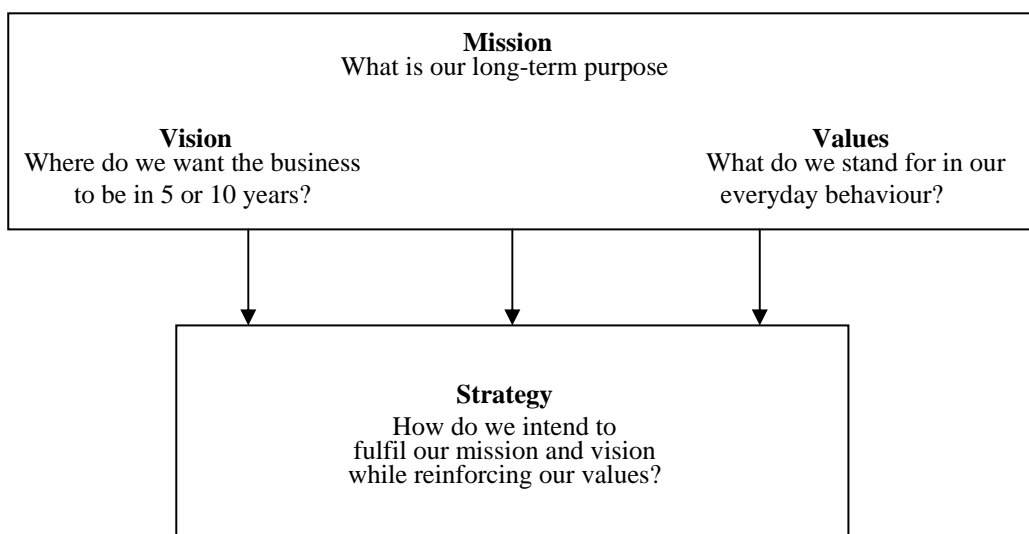 Mission
What is our long-term purpose
Vision
Where do we want the business
to be in 5 or 10 years?
Values
What do we stand for in our
everyday behaviour?
Strategy
How do we intend to
fulfil our mission and vision
while reinforcing our values?